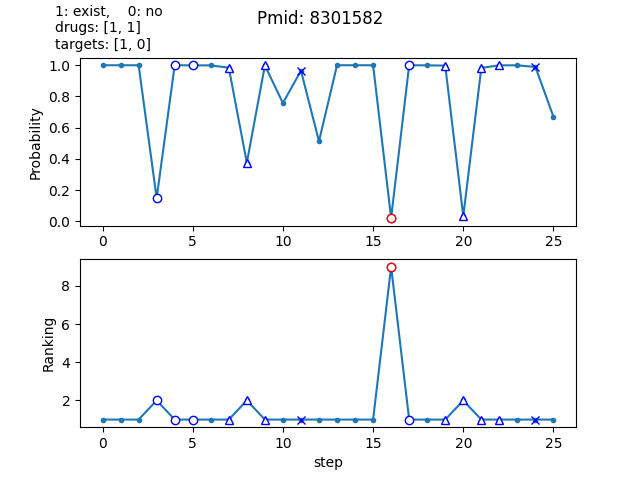 1: exist,    0: no
drugs: [1, 1]
targets: [1, 0]
Pmid: 8301582
1.0
0.8
0.6
0.4
0.2
0.0
Probability
0 5 10 15 20 25
8
6
4
2
Ranking
0 5 10 15 20 25
step